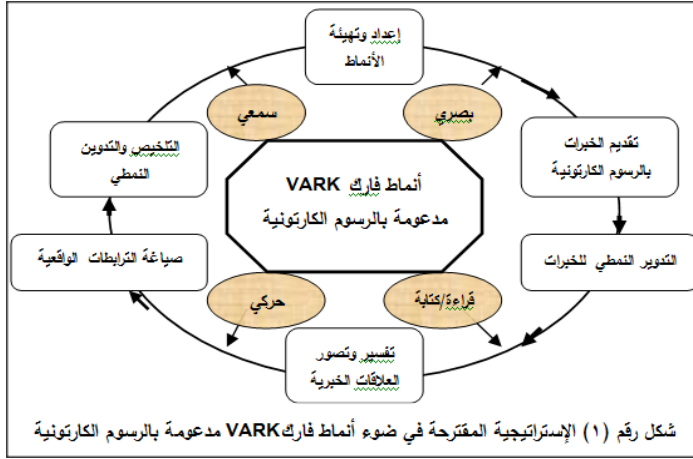 إعداد وتهيئة
الأنماط
سمعي
بصري
التلخيص والتدوين
النمطي
تقديم الخبرات
بالرسوم الكارتونية
أنماط فارك VARK
مدعومة بالرسوم الكارتونية
صياغة الترابطات الواقعية
التدوير النمطي للخبرات
حركي
قراءة/كتابة
تفسير وتصور
العلاقات الخبرية
شكل رقم (١) الإستراتيجية المقترحة في ضوء أنماط فارك VARK مدعومة بالرسوم الكارتونية